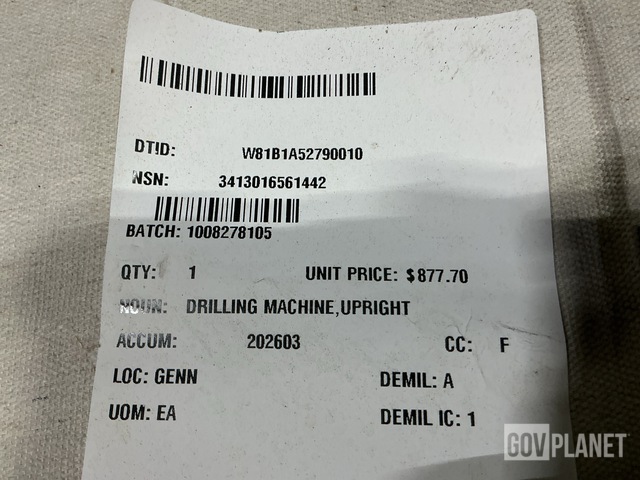 DTID: W81B1A52790010
NSN: 3413016561442
BATCH: 1008278105
QTY: 1 UNIT PRICE: $877.70
NOUN: DRILLING MACHINE,UPRIGHT
ACCUM: 202603 CC: F
LOC: GENN DEMIL: A
UOM: EA DEMIL IC: 1
GOVPLANET